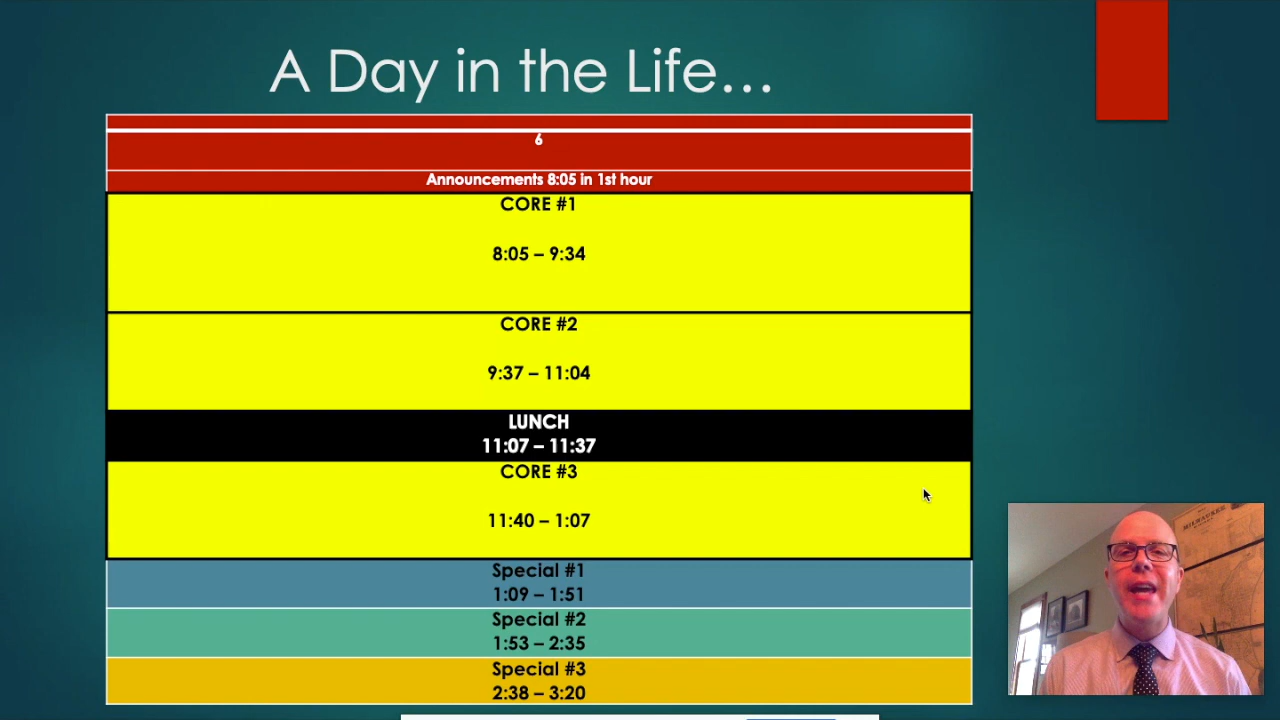 A Day in the Life…
6
Announcements 8:05 in 1st hour
CORE #1
8:05 – 9:34
CORE #2
9:37 – 11:04
LUNCH
11:07 – 11:37
CORE #3
11:40 – 1:07
Special #1
1:09 – 1:51
Special #2
1:53 – 2:35
Special #3
2:38 – 3:20
MILWAUKEE